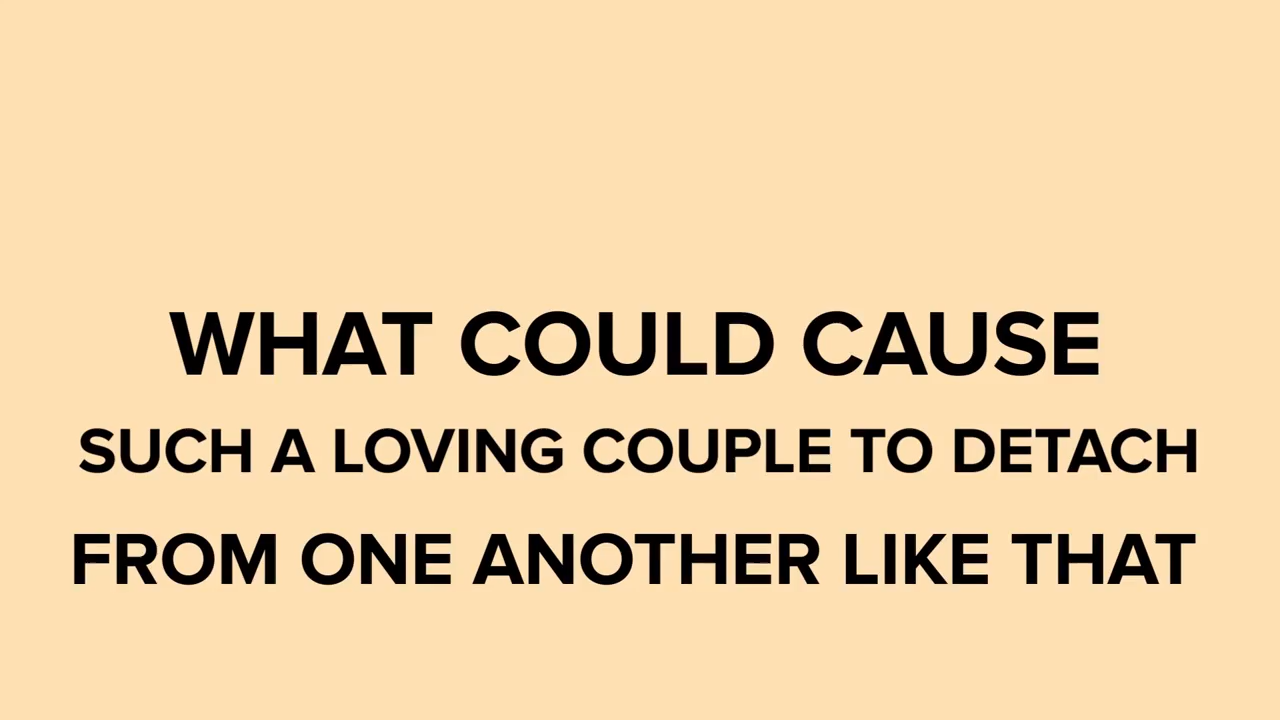 WHAT COULD CAUSE
SUCH A LOVING COUPLE TO DETACH
FROM ONE ANOTHER LIKE THAT